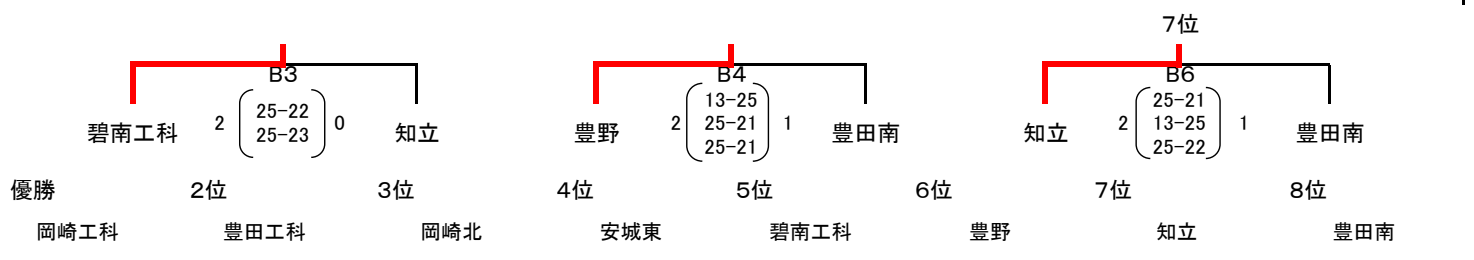 7位
B3
B4
B6
碧南工科 2 25-22 0 知立
25-23
豊野 2 13-25 1 豊田南
25-21
25-21
知立 2 25-21 1 豊田南
13-25
25-22
優勝 2位 3位 4位 5位 6位 7位 8位
岡崎工科 豊田工科 岡崎北 安城東 碧南工科 豊野 知立 豊田南